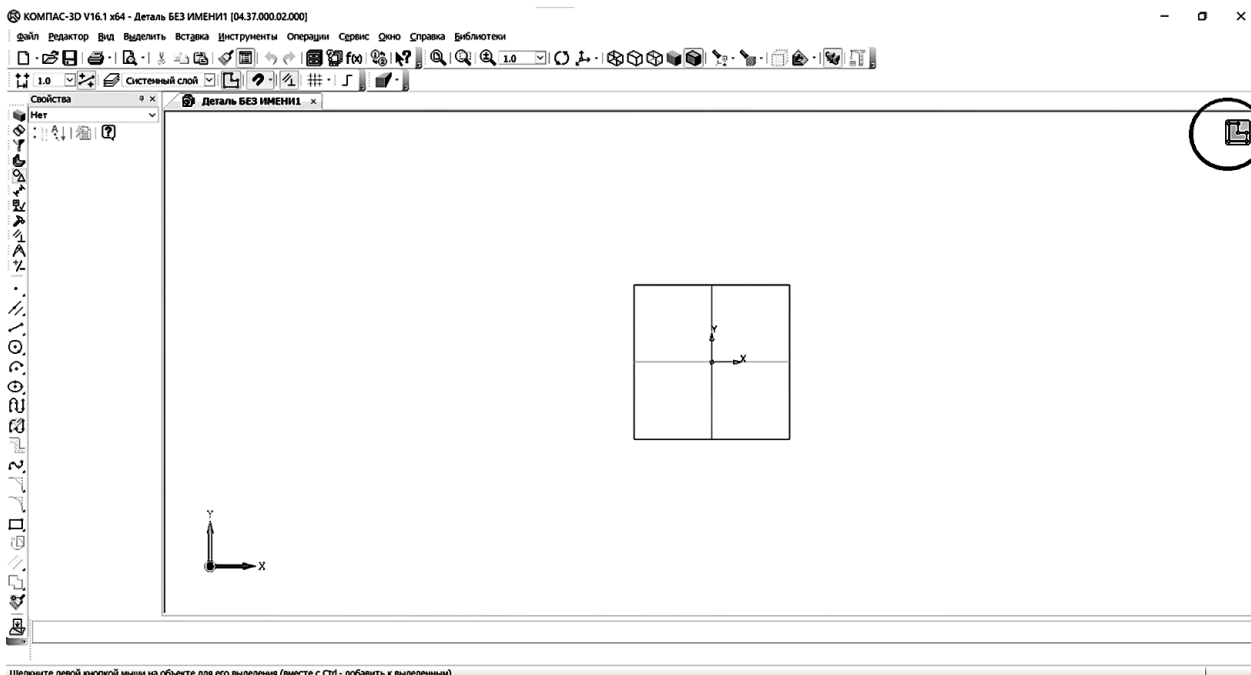 КОМПАС-3D V16.1 x64 - Деталь БЕЗ ИМЕНИ1 [04.37.000.02.000]
Файл Редактор Вид Выделить Вставка Инструменты Операции Сервис Окно Справка Библиотеки
f(x) 1.0
1.0 Системный слой
Свойства
Деталь БЕЗ ИМЕНИ1
Нет
Y
X
Y
X
Щелкните левой кнопкой мыши на объекте для его выделения (вместе с Ctrl - добавить к выделенным)